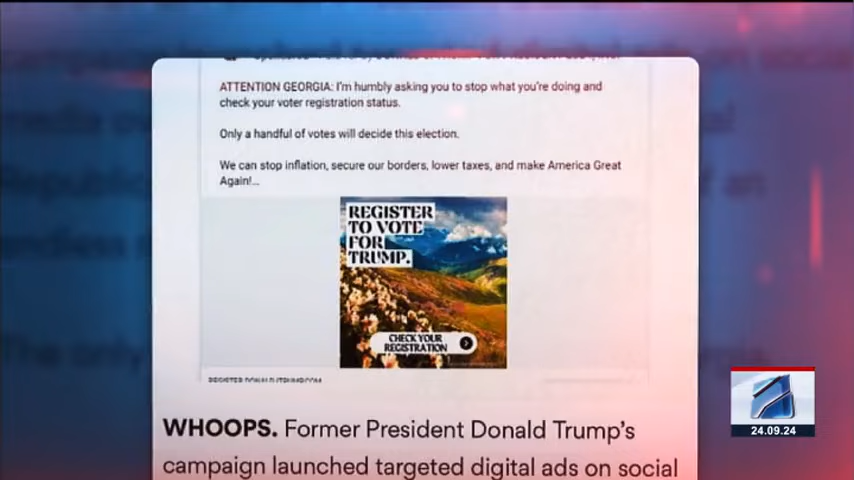 ATTENTION GEORGIA: I'm humbly asking you to stop what you're doing and
check your voter registration status.
Only a handful of votes will decide this election.
We can stop inflation, secure our borders, lower taxes, and make America Great
Again!...
REGISTER
TO VOTE
FOR
TRUMP.
CHECK YOUR
REGISTRATION
WHOOPS. Former President Donald Trump's
campaign launched targeted digital ads on social
24.09.24